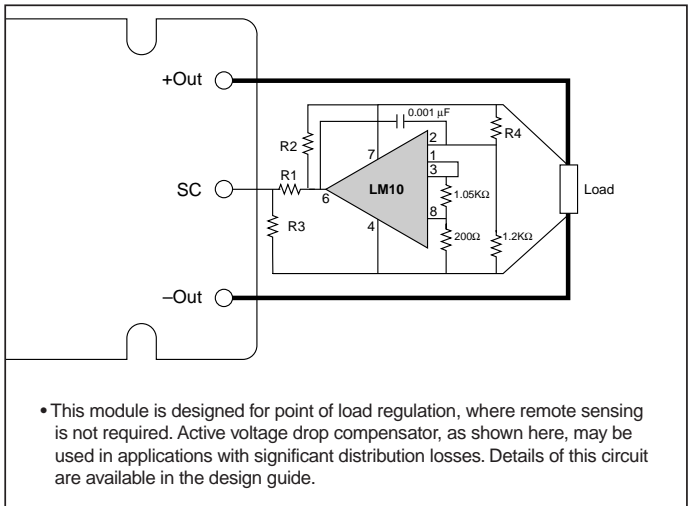 +Out
0.001 µF
R2
R4
7
2
1
3
R1
SC
6
LM10
1.05KΩ
Load
R3
4
8
200Ω
1.2KΩ
–Out
• This module is designed for point of load regulation, where remote sensing
is not required. Active voltage drop compensator, as shown here, may be
used in applications with significant distribution losses. Details of this circuit
are available in the design guide.